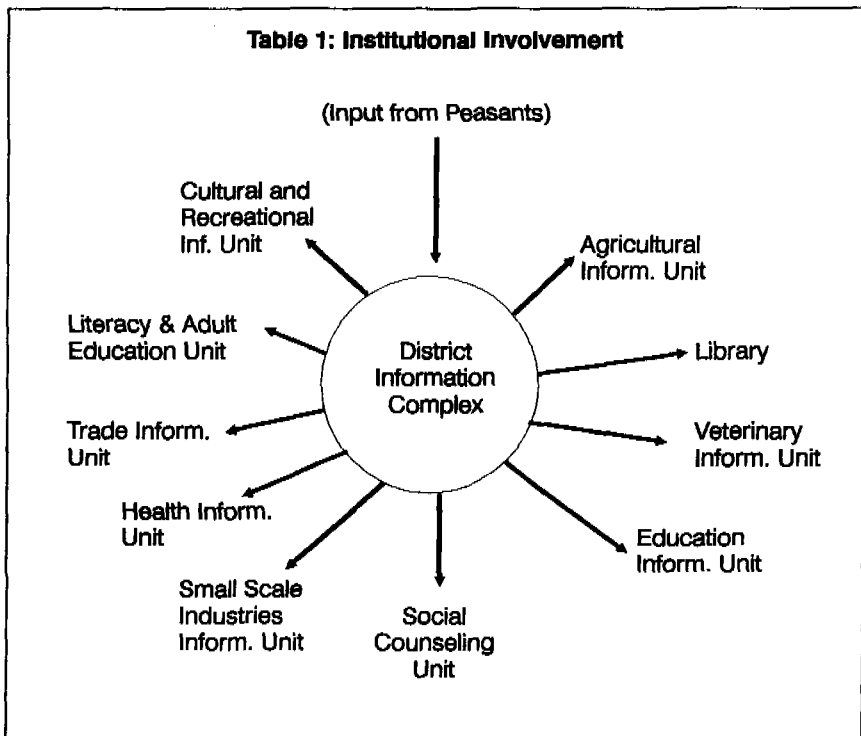 Table 1: Institutional Involvement
(Input from Peasants)
Cultural and
Recreational
Inf. Unit
Agricultural
Inform. Unit
Literacy & Adult
Education Unit
District
Information
Complex
Library
Trade Inform.
Unit
Veterinary
Inform. Unit
Health Inform.
Unit
Education
Inform. Unit
Small Scale
Industries
Inform. Unit
Social
Counseling
Unit